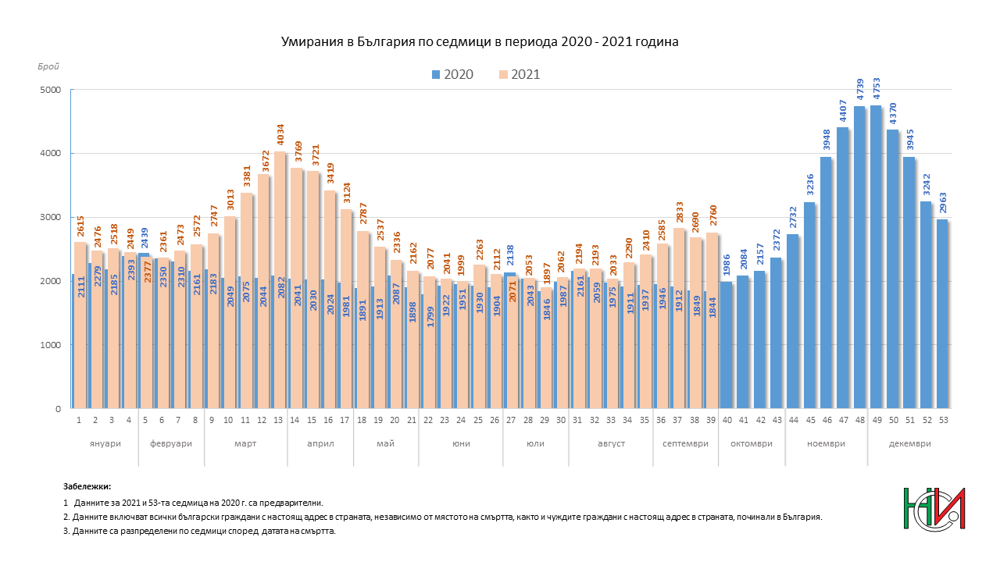 Умирания в България по седмици в периода 2020 - 2021 година
Брой
2020 2021
5000
4000
3000
2000
1000
0
2615 2476 2518 2449 2377 2361 2473 2572 2747 3013 3381 3672 4034 3769 3721 3419 3124 2787 2537 2336 2162 2077 2041 1999 2263 2112 2071 2053 1897 2062 2194 2193 2033 2290 2410 2585 2833 2690 2760
2111 2279 2185 2393 2439 2350 2310 2161 2183 2049 2075 2044 2082 2041 2030 2024 1981 1891 1913 2087 1898 1799 1922 1951 1930 1904 2138 2043 1846 1987 2161 2059 1975 1911 1937 1946 1912 1849 1844 1986 2084 2157 2372 2732 3236 3948 4407 4739 4753 4370 3945 3242 2963
1 2 3 4 5 6 7 8 9 10 11 12 13 14 15 16 17 18 19 20 21 22 23 24 25 26 27 28 29 30 31 32 33 34 35 36 37 38 39 40 41 42 43 44 45 46 47 48 49 50 51 52 53
януари февруари март април май юни юли август септември октомври ноември декември
Забележки:
1 Данните за 2021 и 53-та седмица на 2020 г. са предварителни.
2. Данните включват всички български граждани с настоящ адрес в страната, независимо от мястото на смъртта, както и чуждите граждани с настоящ адрес в страната, починали в България.
3. Данните са разпределени по седмици според датата на смъртта.
НСИ